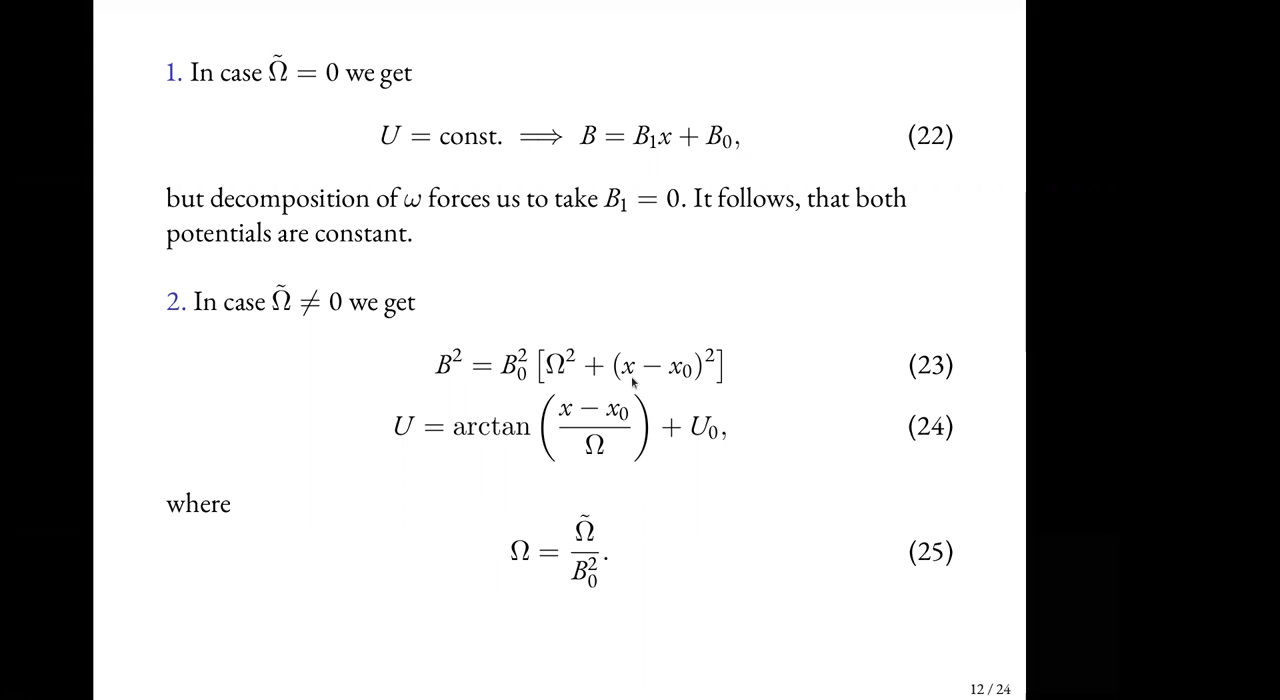 1. In case Ω̃ = 0 we get
U = const. ⟹ B = B₁x + B₀, (22)
but decomposition of ω forces us to take B₁ = 0. It follows, that both
potentials are constant.
2. In case Ω̃ ≠ 0 we get
B² = B₀² [Ω² + (x − x₀)²] (23)
U = arctan ((x − x₀)/Ω) + U₀, (24)
where
Ω = Ω̃/B₀². (25)
12 / 24